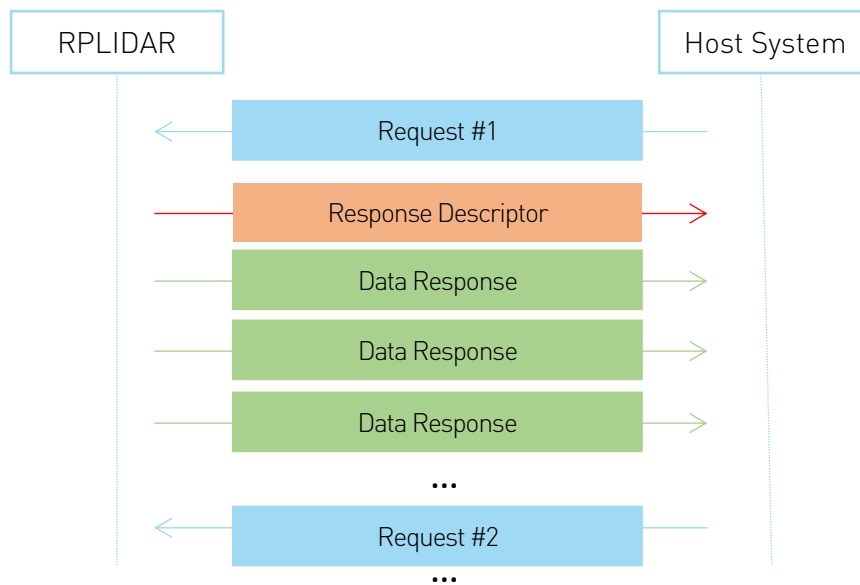 RPLIDAR
Host System
Request #1
Response Descriptor
Data Response
Data Response
Data Response
...
Request #2
...